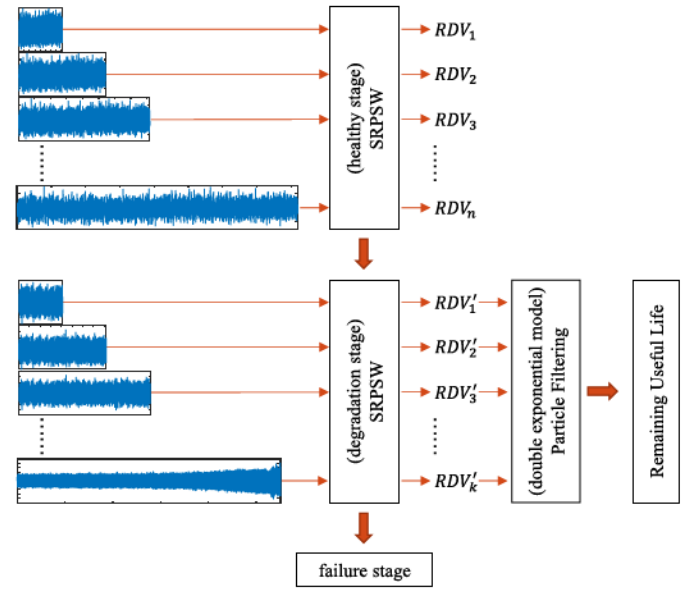 RDV₁
RDV₂
RDV₃
RDVₙ
(healthy stage)
SRPSW
RDV′₁
RDV′₂
RDV′₃
RDV′ₖ
(degradation stage)
SRPSW
(double exponential model)
Particle Filtering
Remaining Useful Life
failure stage